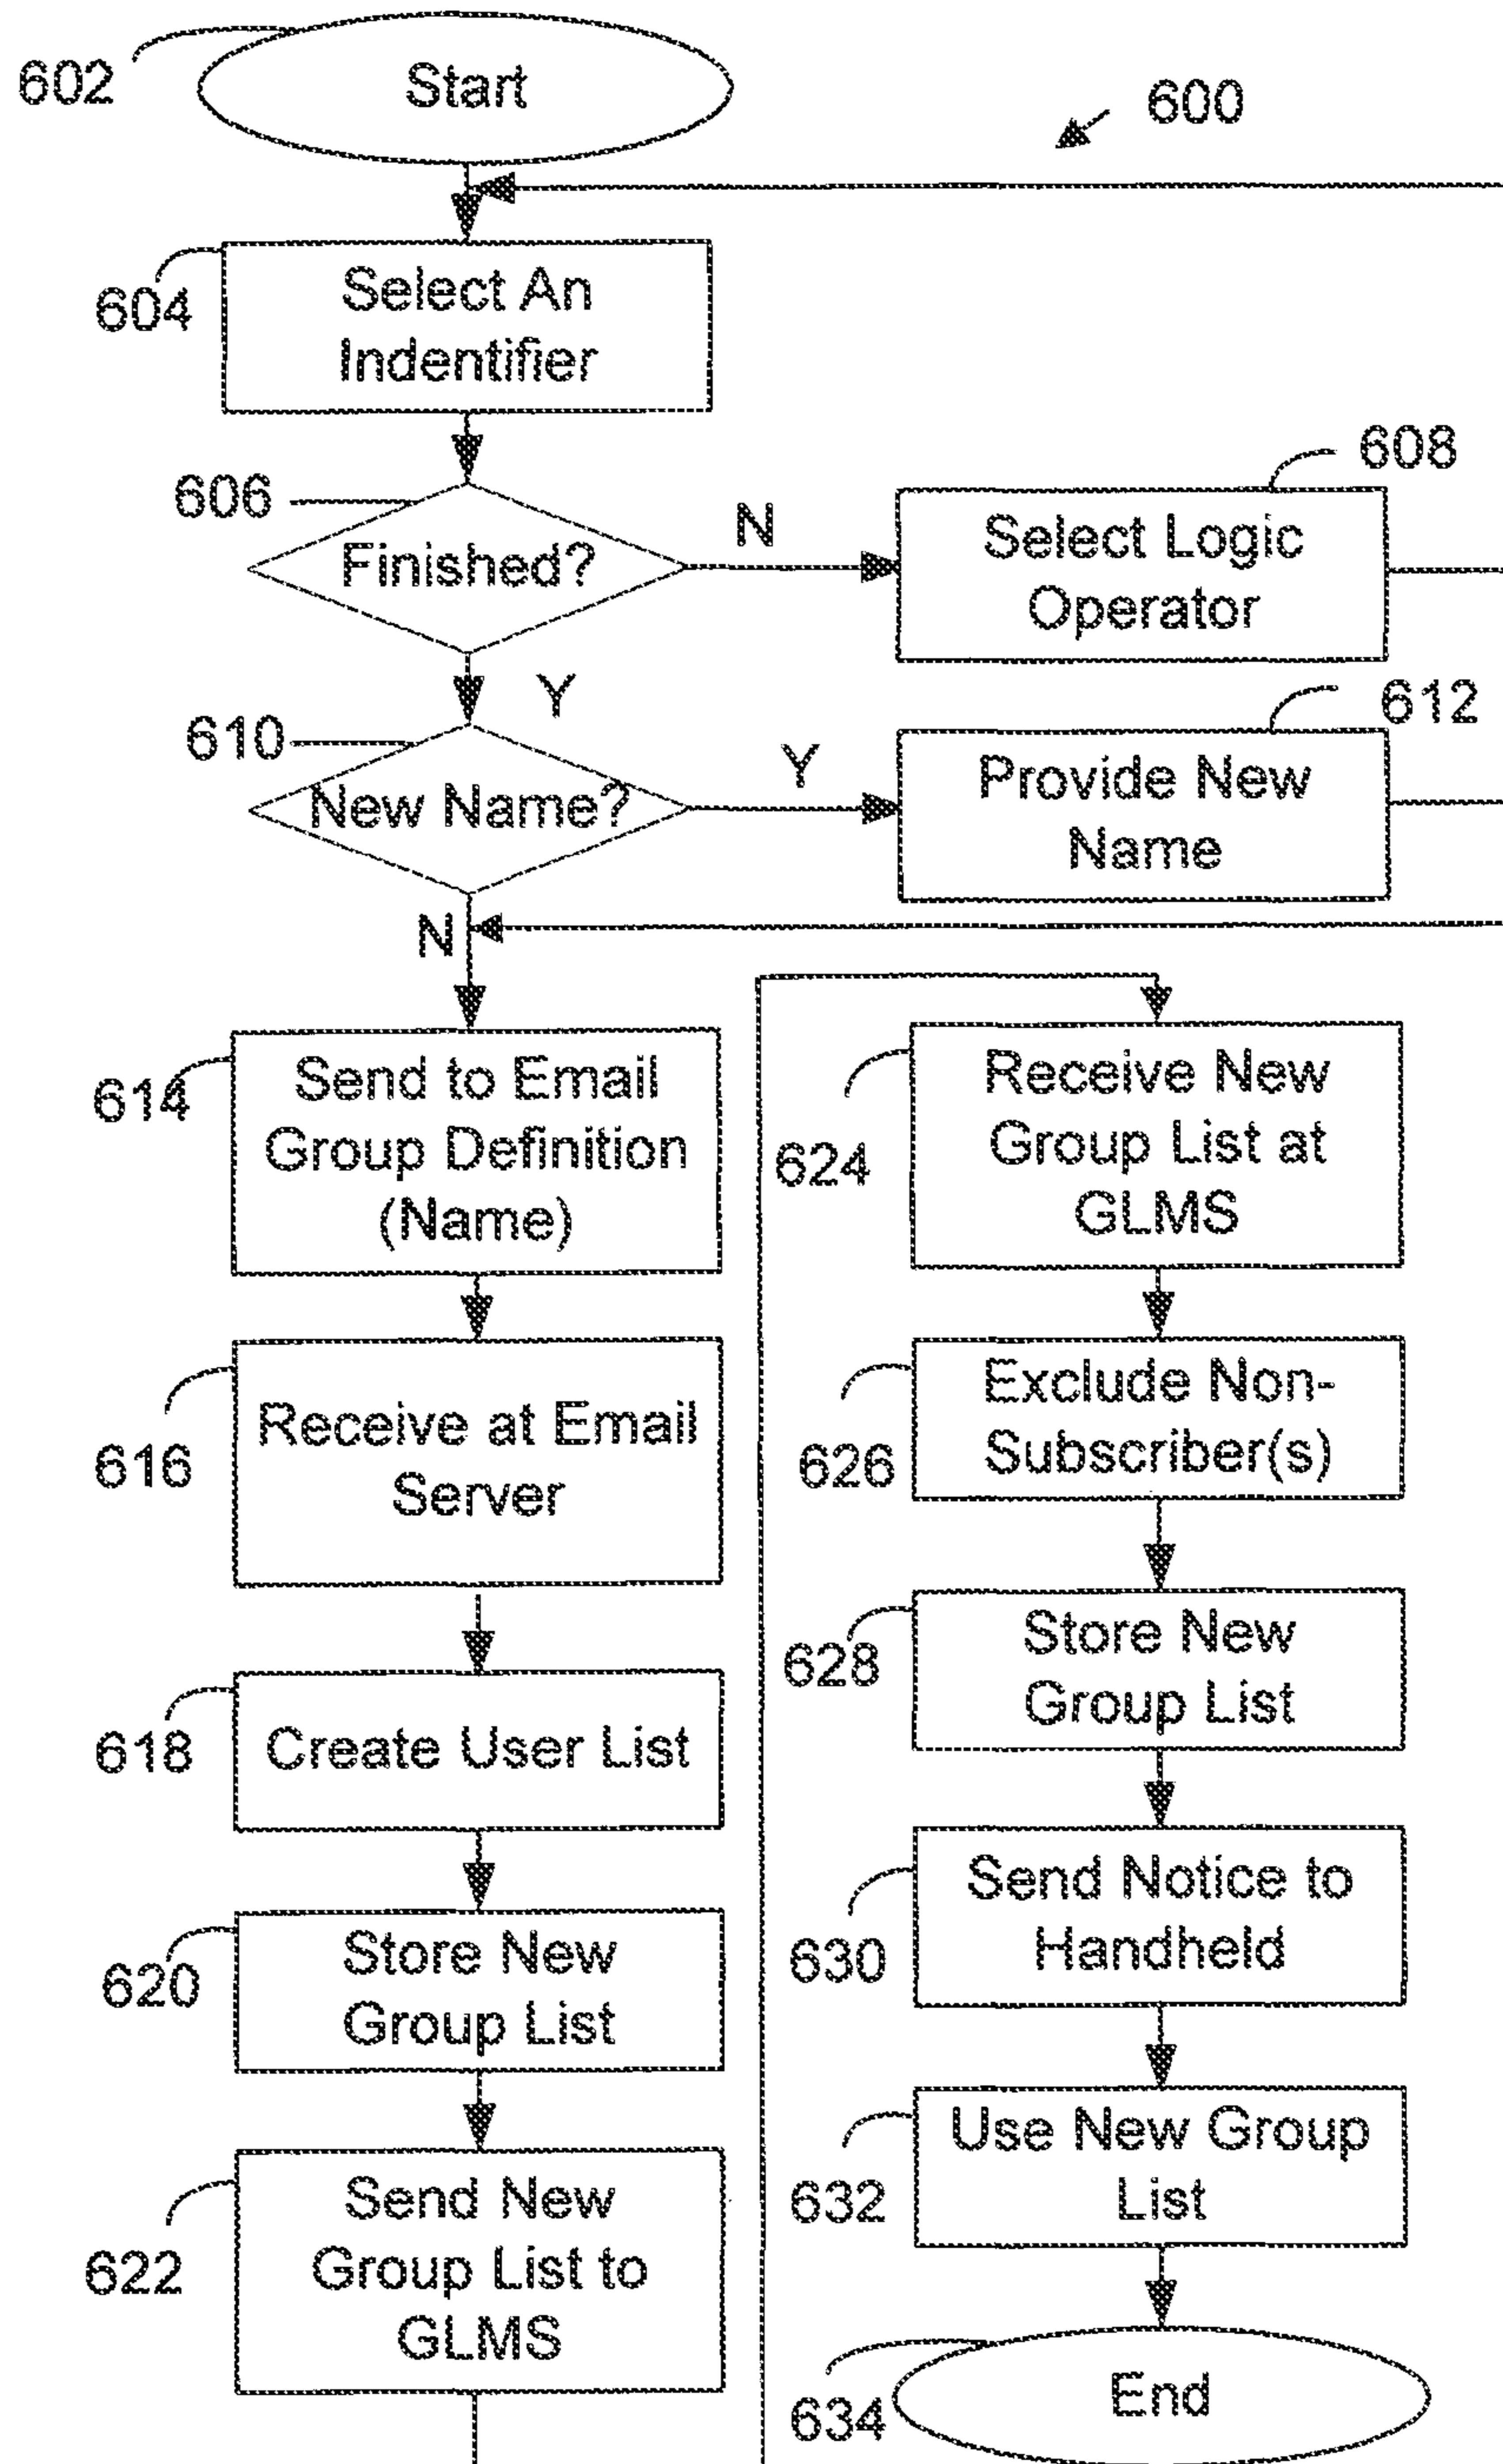 602
Start
600
604
Select An
Indentifier
606
Finished?
N
608
Select Logic
Operator
Y
610
New Name?
Y
612
Provide New
Name
N
614
Send to Email
Group Definition
(Name)
616
Receive at Email
Server
618
Create User List
620
Store New
Group List
622
Send New
Group List to
GLMS
624
Receive New
Group List at
GLMS
626
Exclude Non-
Subscriber(s)
628
Store New
Group List
630
Send Notice to
Handheld
632
Use New Group
List
634
End